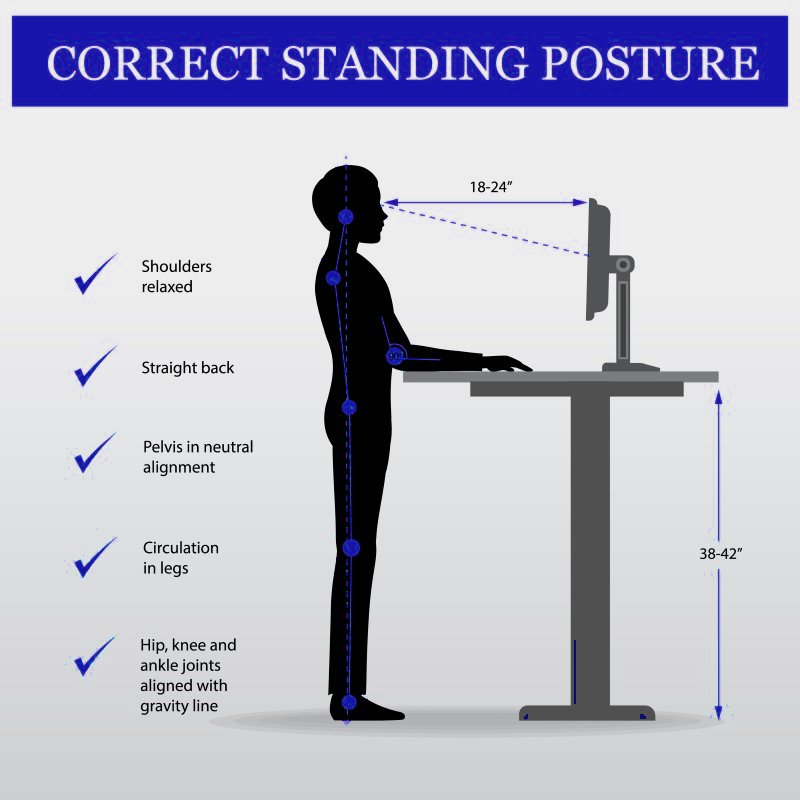 CORRECT STANDING POSTURE
18-24”
Shoulders
relaxed
Straight back
Pelvis in neutral
alignment
Circulation
in legs
38-42”
Hip, knee and
ankle joints
aligned with
gravity line